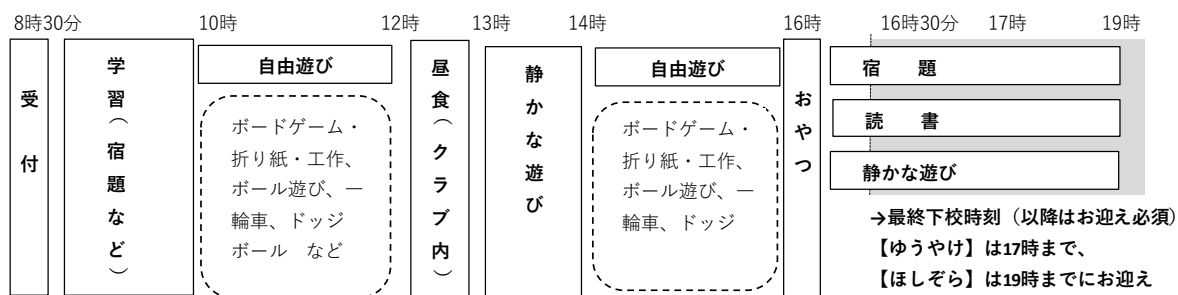 8時30分 10時 12時 13時 14時 16時 16時30分 17時 19時
受付
学習（宿題など）
自由遊び
ボードゲーム・
折り紙・工作、
ボール遊び、一
輪車、ドッジ
ボール　など
昼食（クラブ内）
静かな遊び
自由遊び
ボードゲーム・
折り紙・工作、
ボール遊び、一
輪車、ドッジ
おやつ
宿　題
読　書
静かな遊び
→最終下校時刻（以降はお迎え必須）
【ゆうやけ】は17時まで、
【ほしぞら】は19時までにお迎え